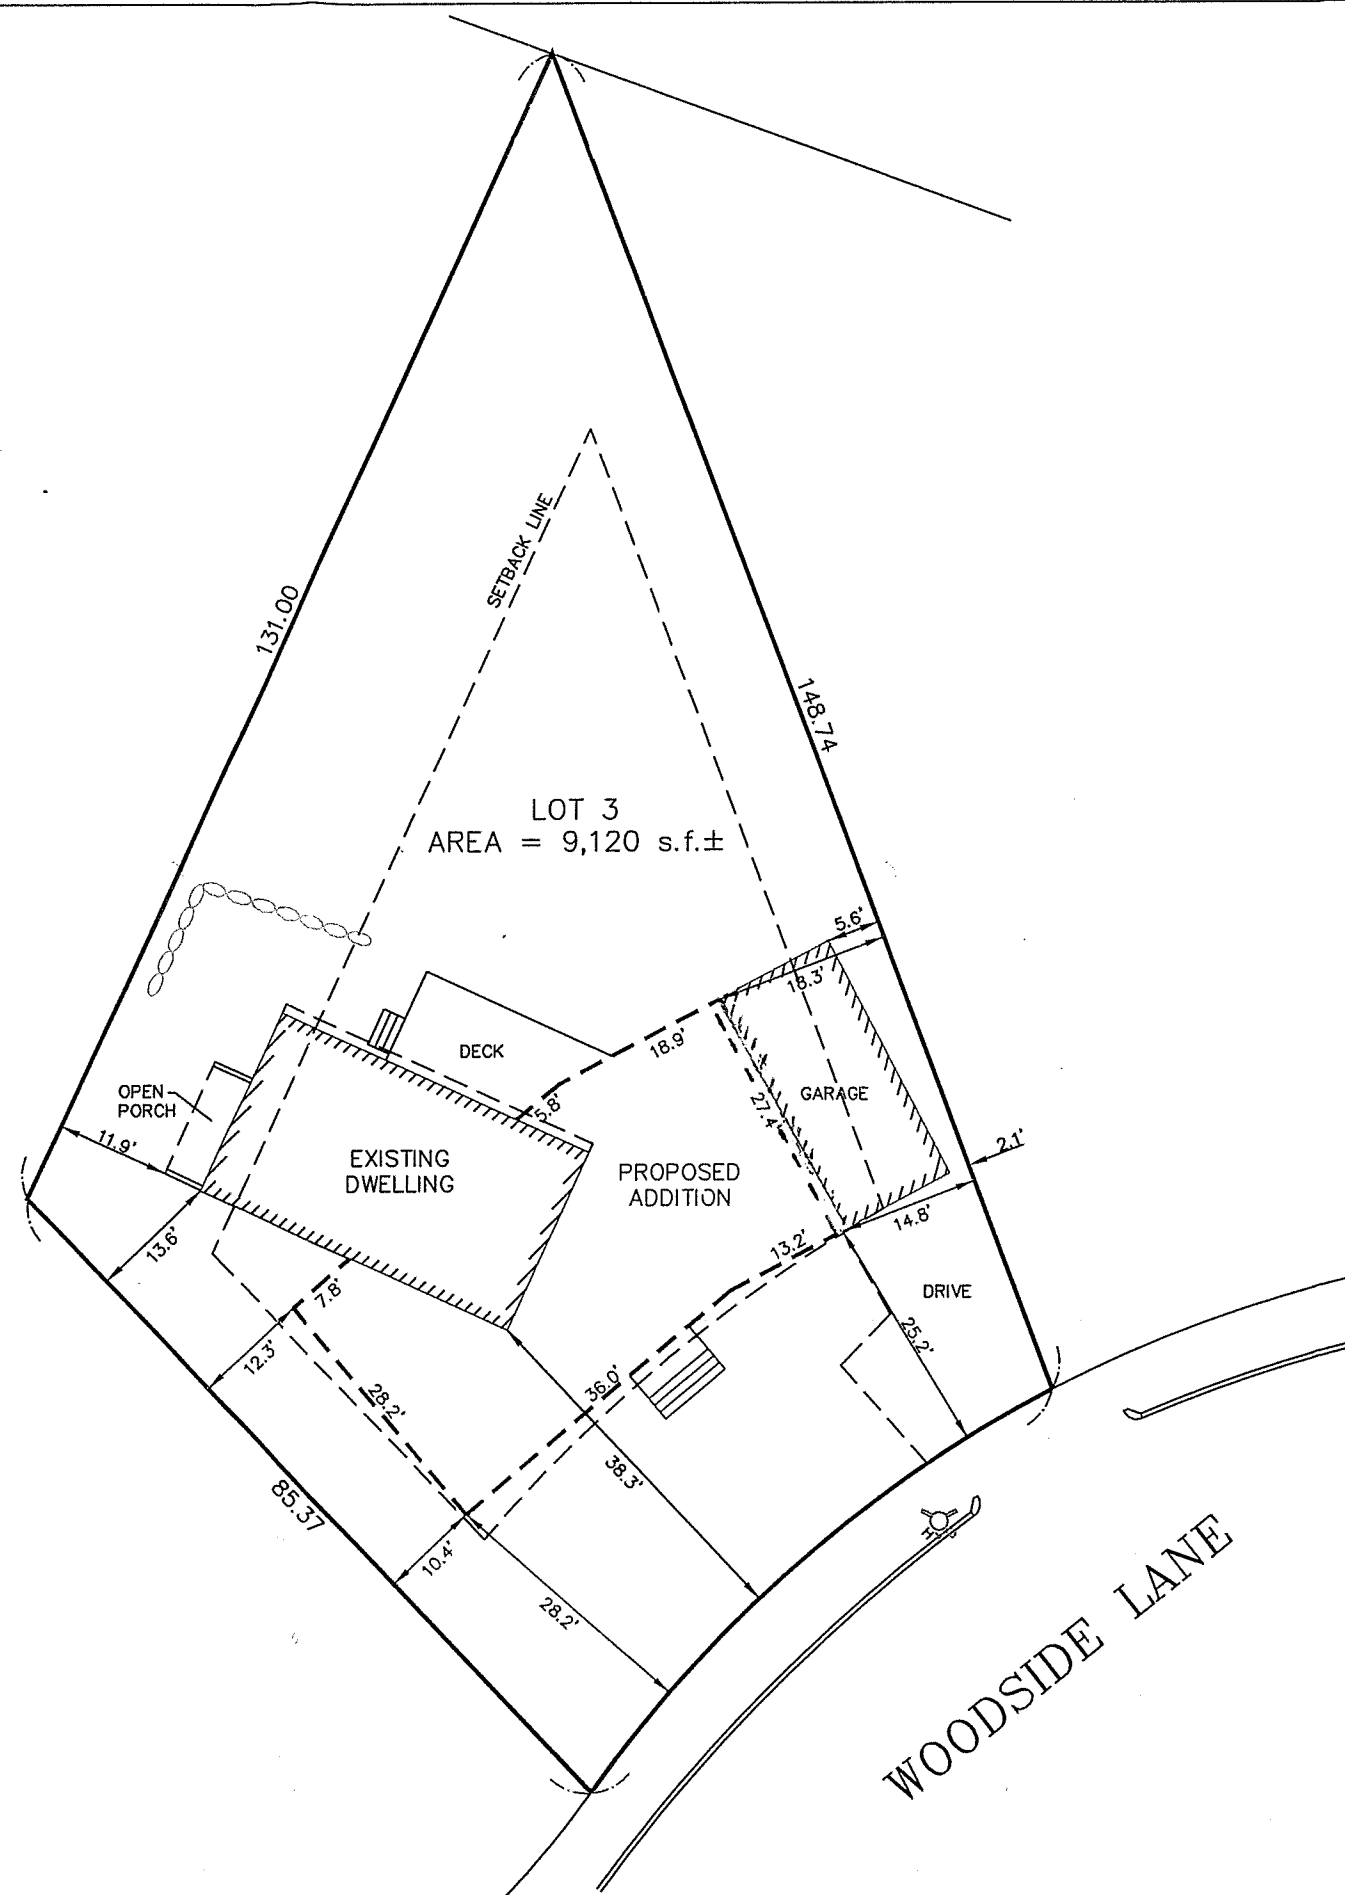 SETBACK LINE
131.00
148.74
LOT 3
AREA = 9,120 s.f.±
5.6'
18.3'
18.9'
DECK
GARAGE
OPEN
PORCH
5.8'
27.4'
11.9'
2.1'
EXISTING
DWELLING
PROPOSED
ADDITION
14.8'
13.6'
13.2'
7.8'
DRIVE
25.2'
12.3'
28.2'
36.0'
38.3'
85.37
10.4'
28.2'
WOODSIDE LANE